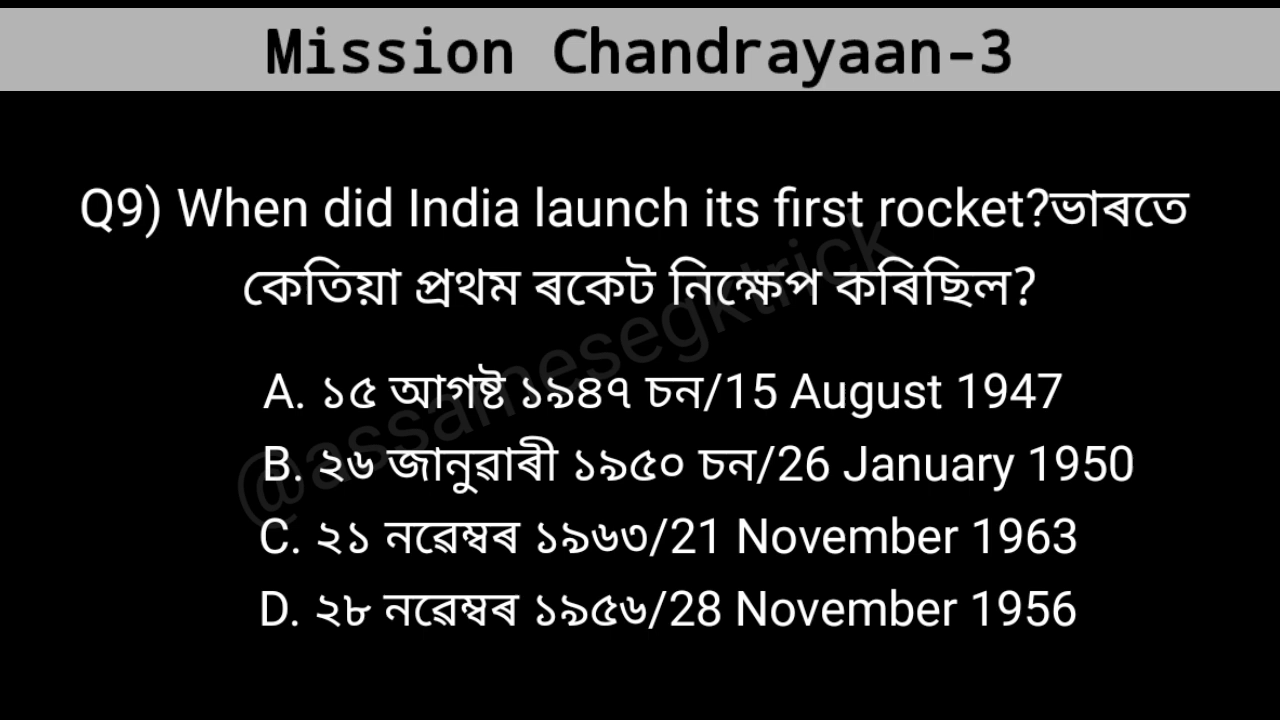 Mission Chandrayaan-3
Q9) When did India launch its first rocket?ভাৰতে
কেতিয়া প্ৰথম ৰকেট নিক্ষেপ কৰিছিল?
@assamesegktrick
A. ১৫ আগষ্ট ১৯৪৭ চন/15 August 1947
B. ২৬ জানুৱাৰী ১৯৫০ চন/26 January 1950
C. ২১ নৱেম্বৰ ১৯৬৩/21 November 1963
D. ২৮ নৱেম্বৰ ১৯৫৬/28 November 1956